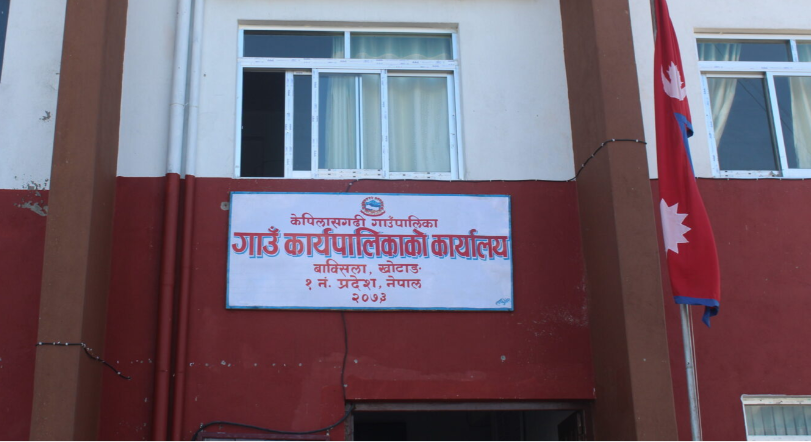 केपिलासगढी गाउँपालिका
गाउँ कार्यपालिकाको कार्यालय
बाक्सिला, खोटाङ
१ नं. प्रदेश, नेपाल
२०७३